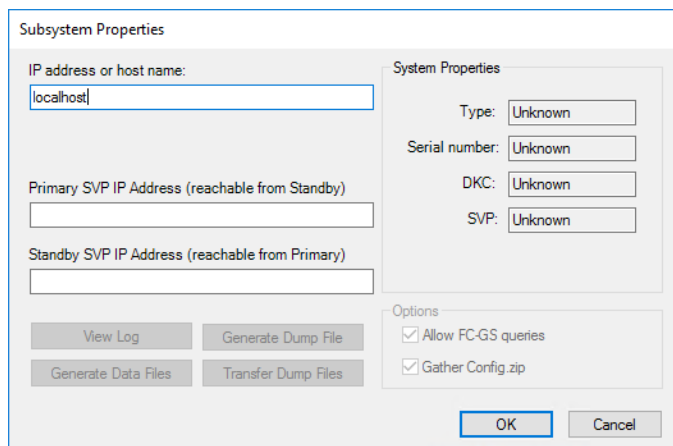 Subsystem Properties
IP address or host name:
localhost
Primary SVP IP Address (reachable from Standby)
Standby SVP IP Address (reachable from Primary)
View Log
Generate Dump File
Generate Data Files
Transfer Dump Files
System Properties
Type: Unknown
Serial number: Unknown
DKC: Unknown
SVP: Unknown
Options
Allow FC-GS queries
Gather Config.zip
OK
Cancel